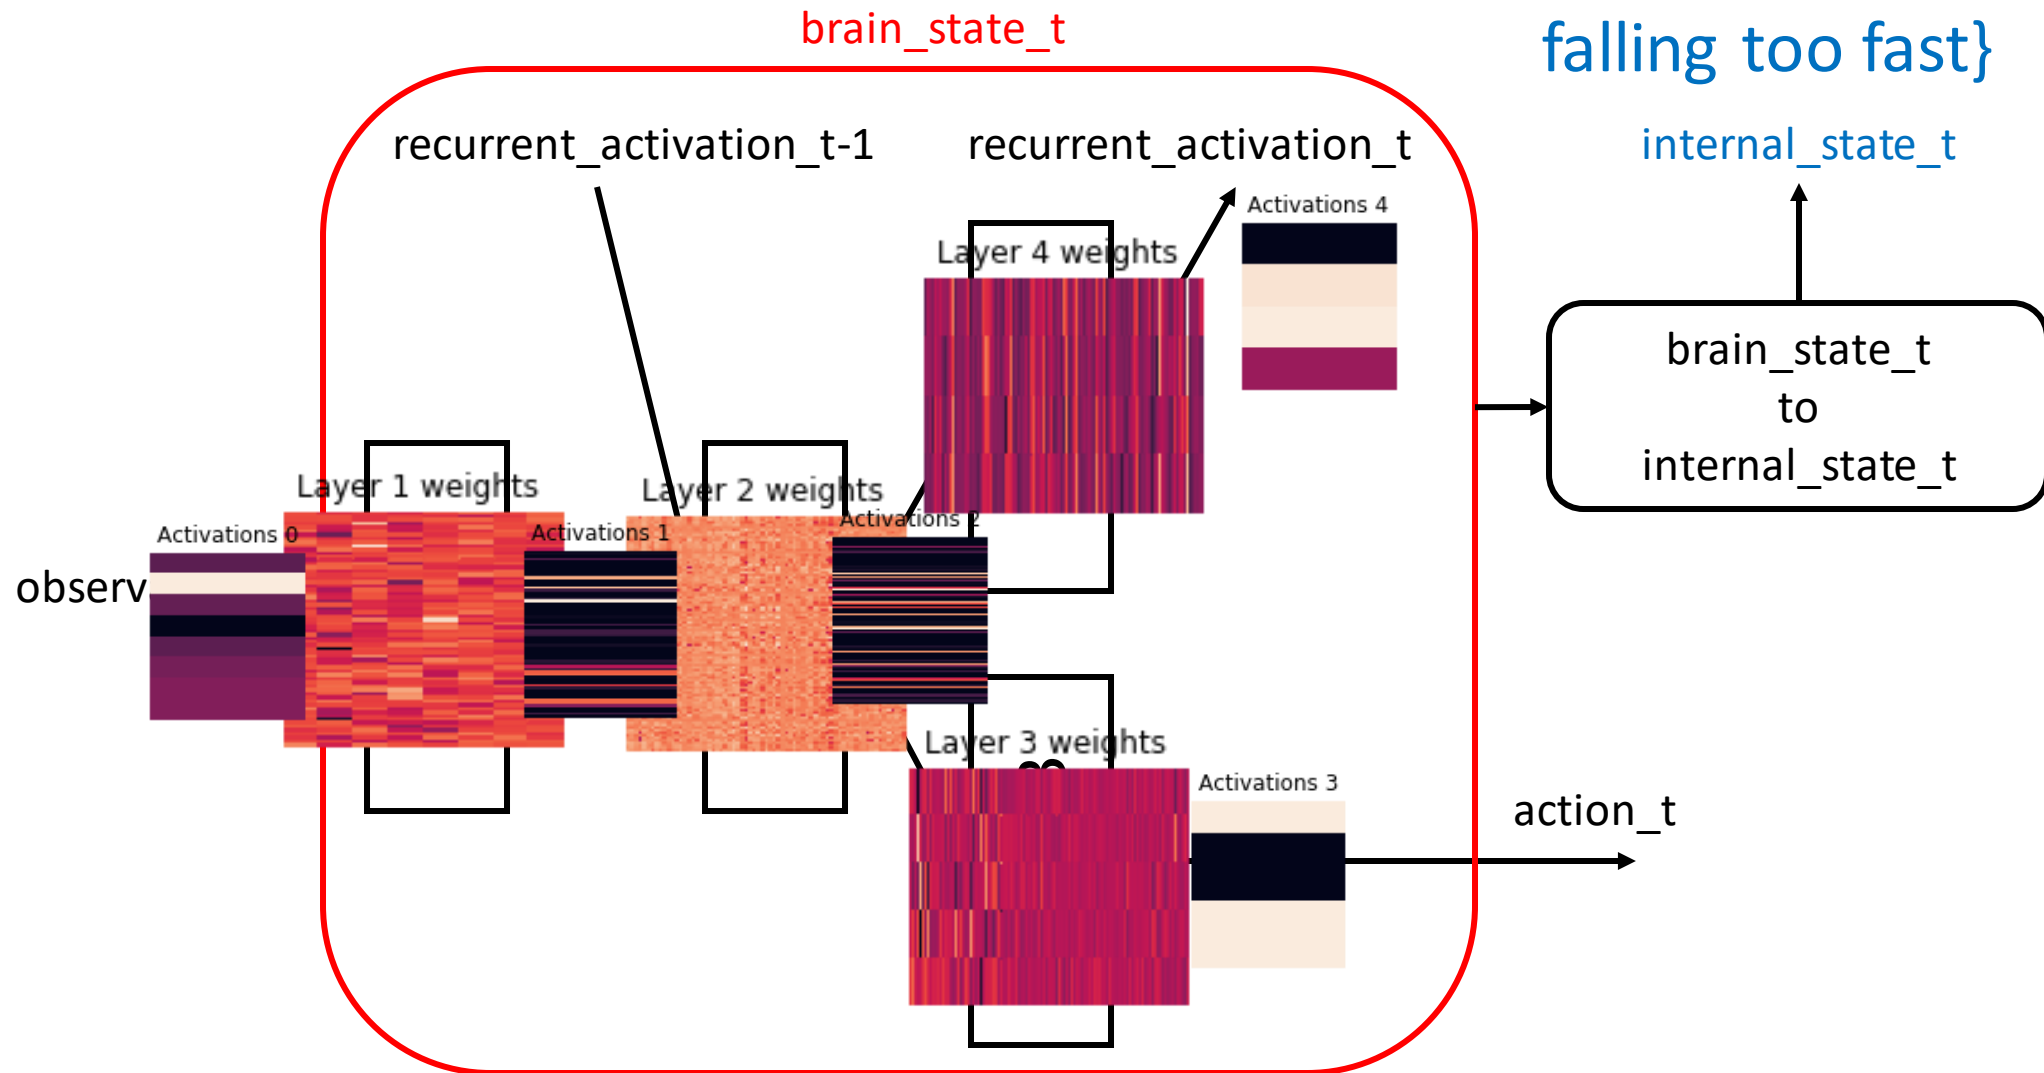 brain_state_t
falling too fast}
recurrent_activation_t-1
recurrent_activation_t
internal_state_t
Activations 4
Layer 4 weights
brain_state_t
to
internal_state_t
Layer 1 weights
Layer 2 weights
Activations 0
Activations 1
Activations 2
observ
Layer 3 weights
Activations 3
action_t